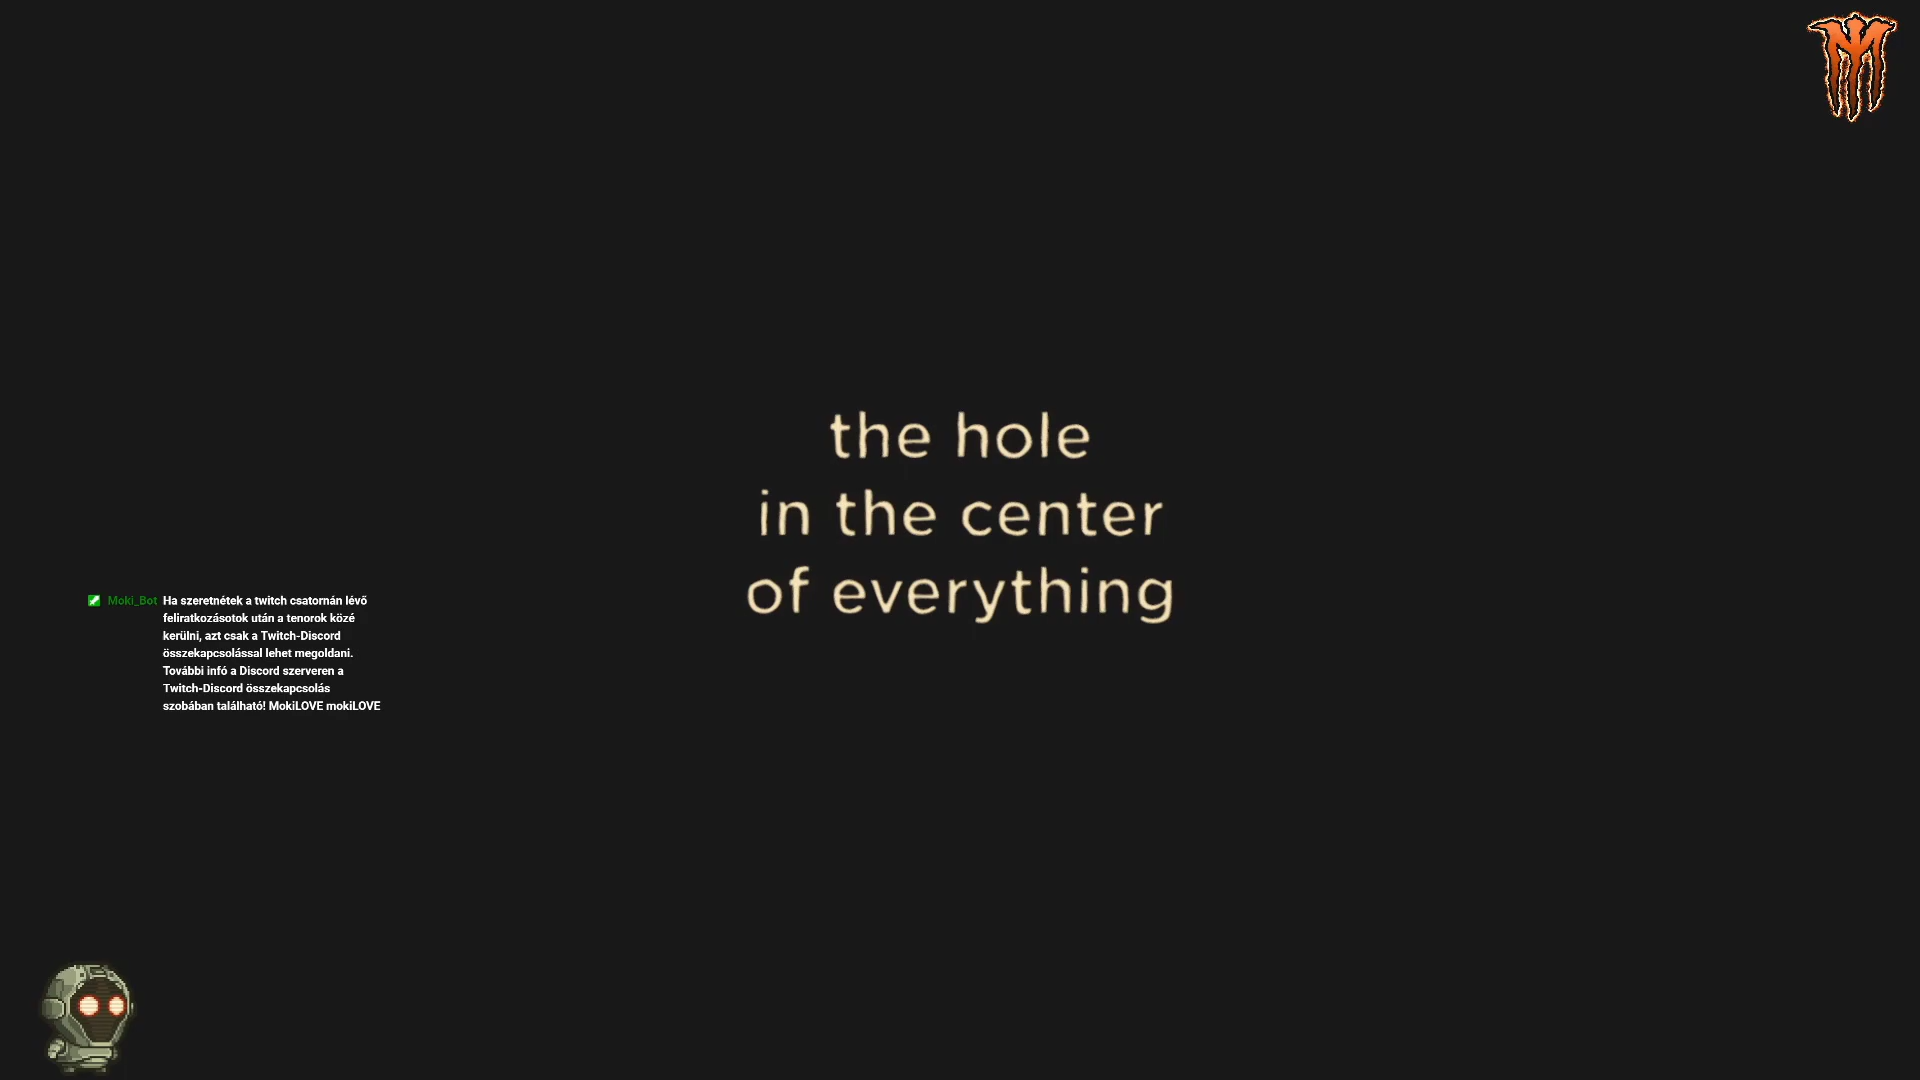 the hole
in the center
of everything
Moki_Bot Ha szeretnétek a twitch csatornán lévő
feliratkozásotok után a tenorok közé
kerülni, azt csak a Twitch-Discord
összekapcsolással lehet megoldani.
További infó a Discord szerveren a
Twitch-Discord összekapcsolás
szobában található! MokiLOVE mokiLOVE